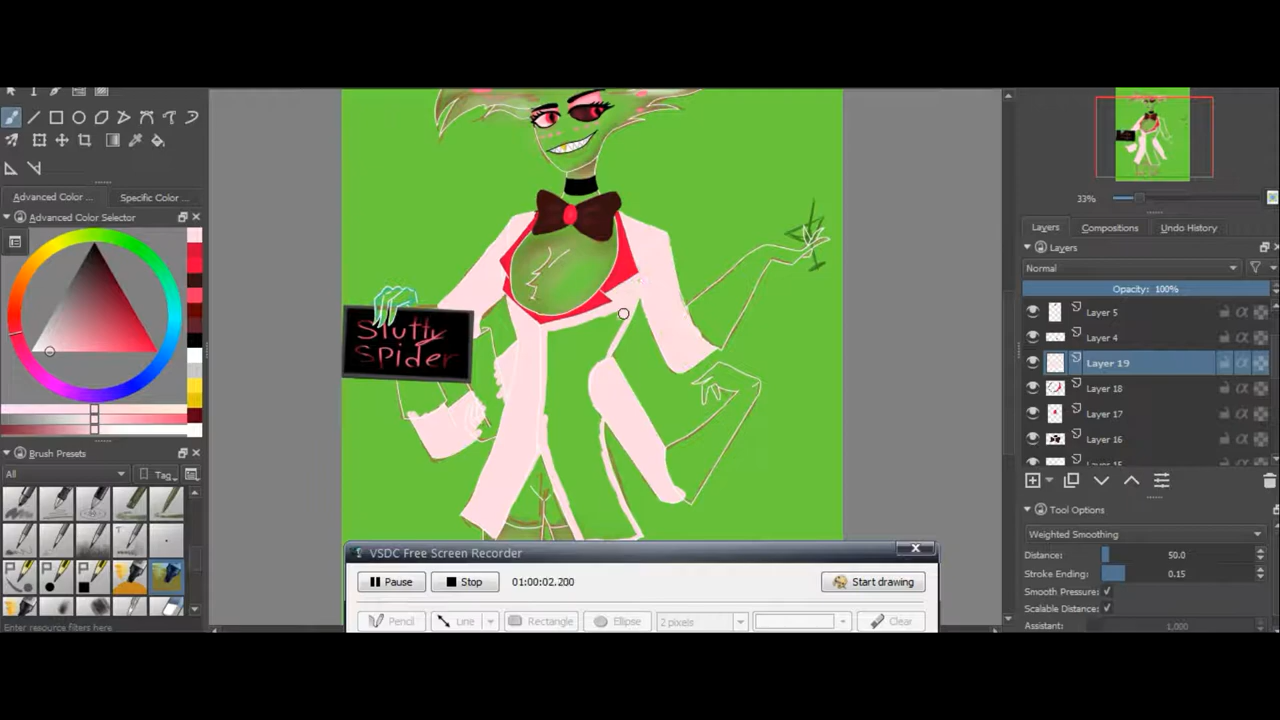 Advanced Color ...
Specific Color ...
Advanced Color Selector
Brush Presets
All
Tag
Enter resource filters here
Slutty
Spider
VSDC Free Screen Recorder
Pause
Stop
01:00:02.200
Start drawing
Pencil
Line
Rectangle
Ellipse
2 pixels
Clear
33%
Layers
Compositions
Undo History
Layers
Normal
Opacity: 100%
Layer 5
Layer 4
Layer 19
Layer 18
Layer 17
Layer 16
Tool Options
Weighted Smoothing
Distance:
50.0
Stroke Ending:
0.15
Smooth Pressure:
Scalable Distance:
Assistant:
1,000